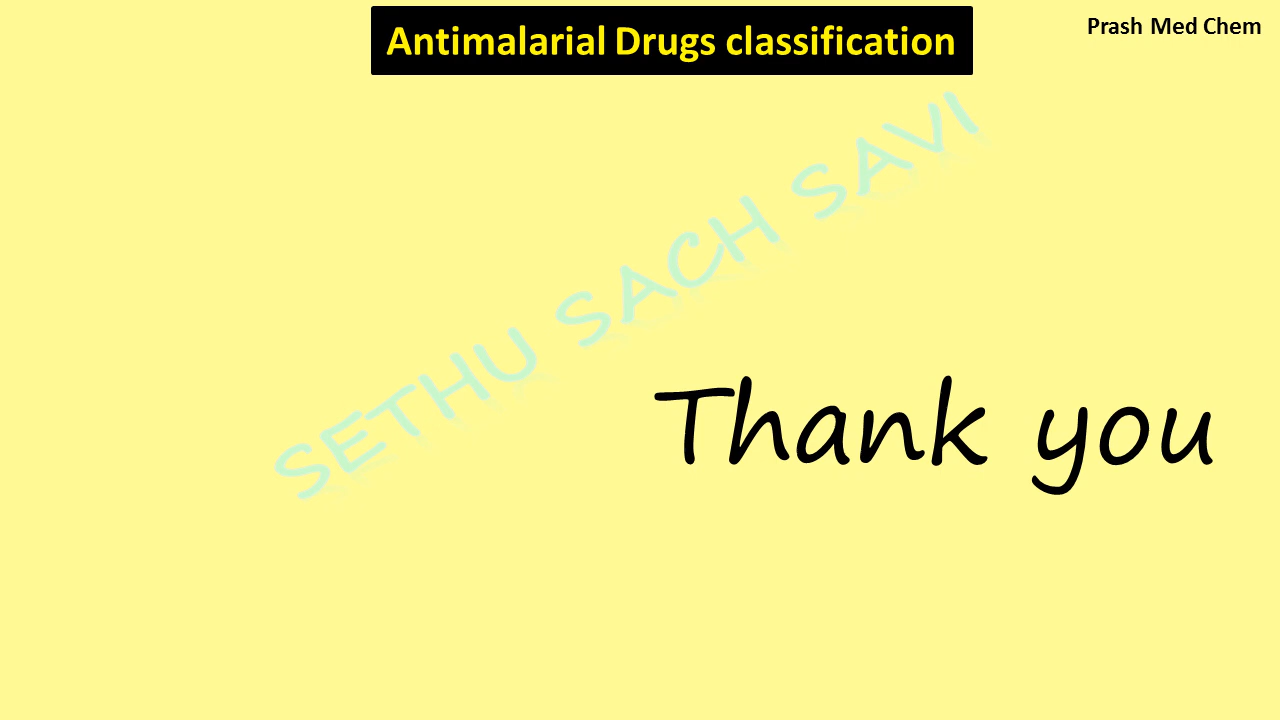 Antimalarial Drugs classification
Prash Med Chem
SETHU SACH SAVI
Thank you